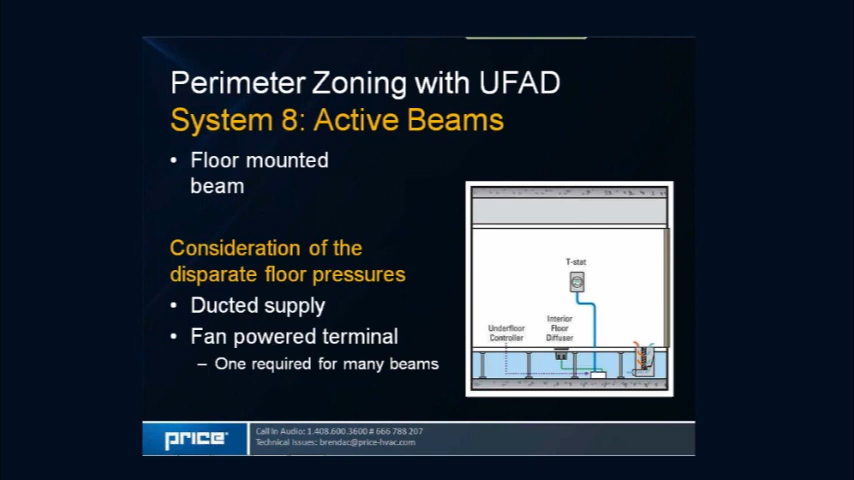 Perimeter Zoning with UFAD
System 8: Active Beams
• Floor mounted
beam
Consideration of the
disparate floor pressures
• Ducted supply
• Fan powered terminal
– One required for many beams
T-stat
Interior
Floor
Diffuser
Underfloor
Controller
price
Call In Audio: 1.408.600.3600 # 666 788 207
Technical Issues: brendac@price-hvac.com